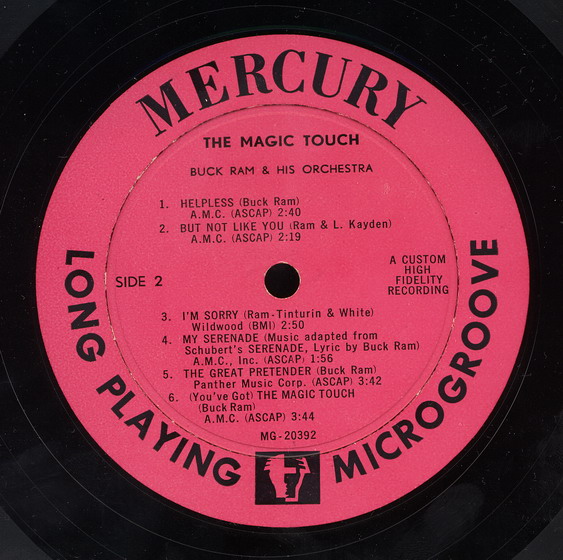 MERCURY
THE MAGIC TOUCH
BUCK RAM & HIS ORCHESTRA
1. HELPLESS (Buck Ram)
A.M.C. (ASCAP) 2:40
2. BUT NOT LIKE YOU (Ram & L. Kayden)
A.M.C. (ASCAP) 2:19
SIDE 2
A CUSTOM
HIGH
FIDELITY
RECORDING
3. I'M SORRY (Ram-Tinturin & White)
Wildwood (BMI) 2:50
4. MY SERENADE (Music adapted from
Schubert's SERENADE, Lyric by Buck Ram)
A.M.C., Inc. (ASCAP) 1:56
5. THE GREAT PRETENDER (Buck Ram)
Panther Music Corp. (ASCAP) 3:42
6. (You've Got) THE MAGIC TOUCH
(Buck Ram)
A.M.C. (ASCAP) 3:44
MG-20392
LONG PLAYING MICROGROOVE